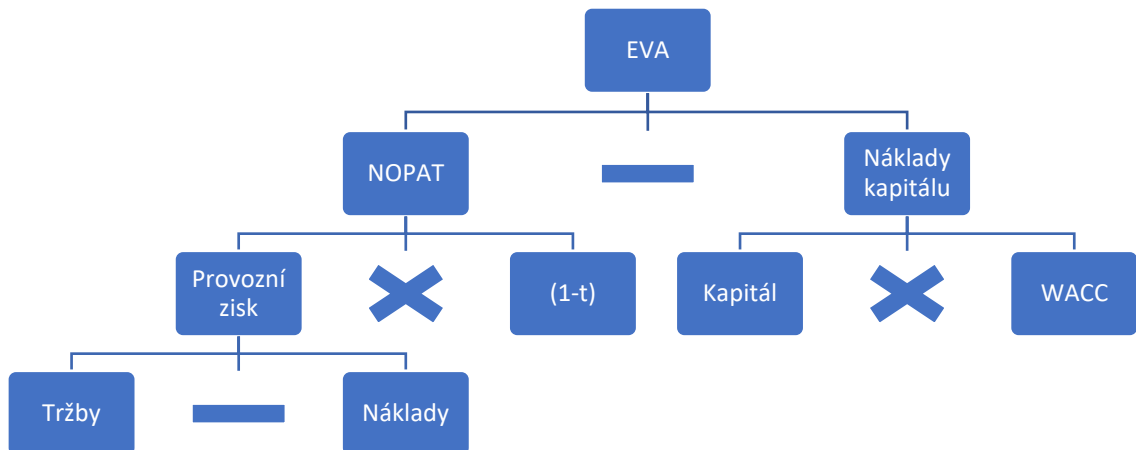 EVA
NOPAT
Náklady
kapitálu
Provozní
zisk
(1-t)
Kapitál
WACC
Tržby
Náklady